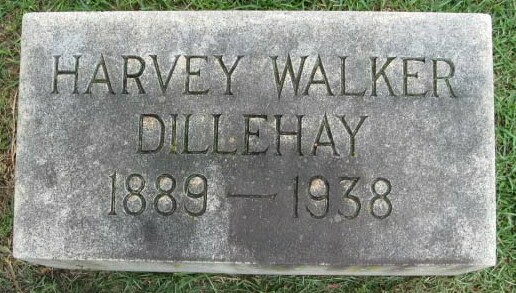 HARVEY WALKER
DILLEHAY
1889 — 1938